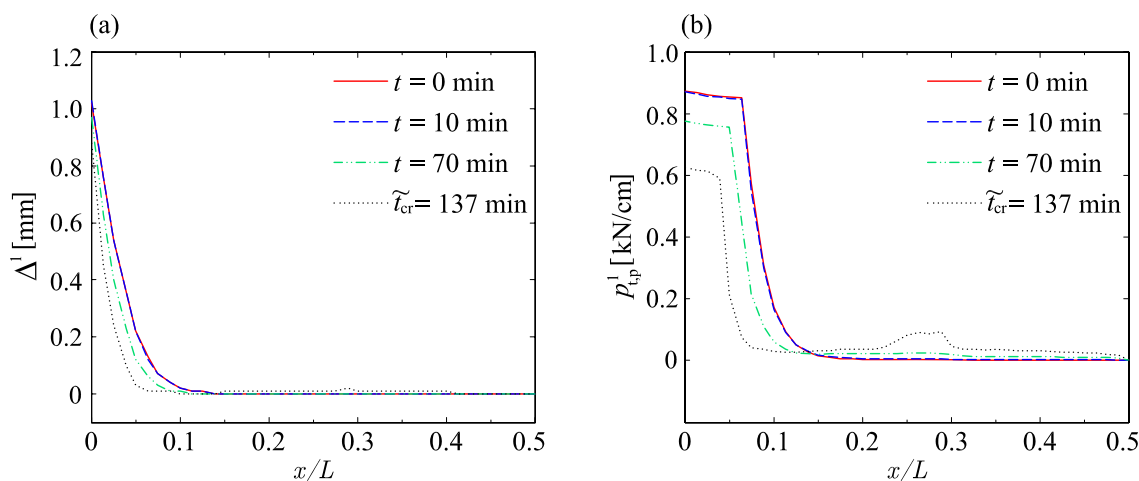 (a)
1.2
1.0
0.8
0.6
0.4
0.2
0
Δ¹ [mm]
t = 0 min
t = 10 min
t = 70 min
t̃cr = 137 min
0 0.1 0.2 0.3 0.4 0.5
x/L
(b)
1.0
0.8
0.6
0.4
0.2
0
p¹t,p [kN/cm]
t = 0 min
t = 10 min
t = 70 min
t̃cr = 137 min
0 0.1 0.2 0.3 0.4 0.5
x/L